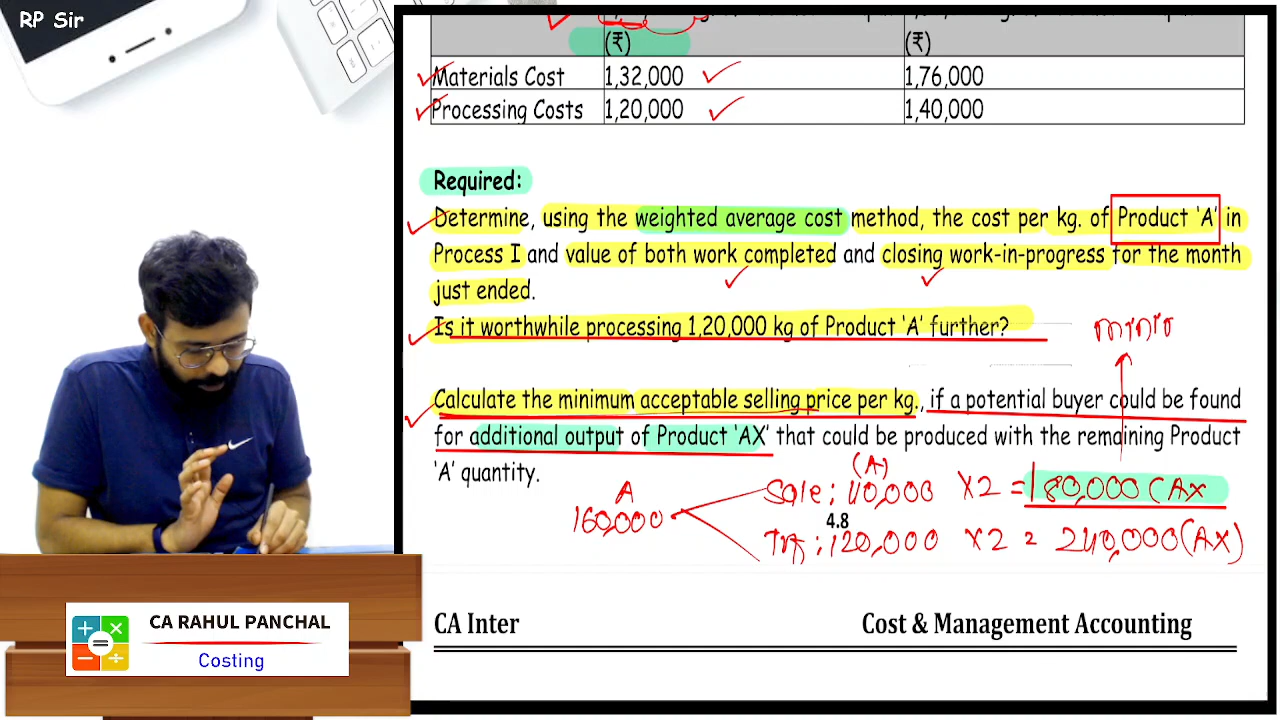 RP Sir
(₹) (₹)
Materials Cost 1,32,000 1,76,000
Processing Costs 1,20,000 1,40,000
Required:
Determine, using the weighted average cost method, the cost per kg. of Product ‘A’ in
Process I and value of both work completed and closing work-in-progress for the month
just ended.
Is it worthwhile processing 1,20,000 kg of Product ‘A’ further?
Calculate the minimum acceptable selling price per kg., if a potential buyer could be found
for additional output of Product ‘AX’ that could be produced with the remaining Product
‘A’ quantity.
(A)
A
160,000
Sale: X2 = 180,000 (AX
4.8
Trf: 120,000 X2 = 240,000 (AX)
CA Inter Cost & Management Accounting
CA RAHUL PANCHAL
Costing